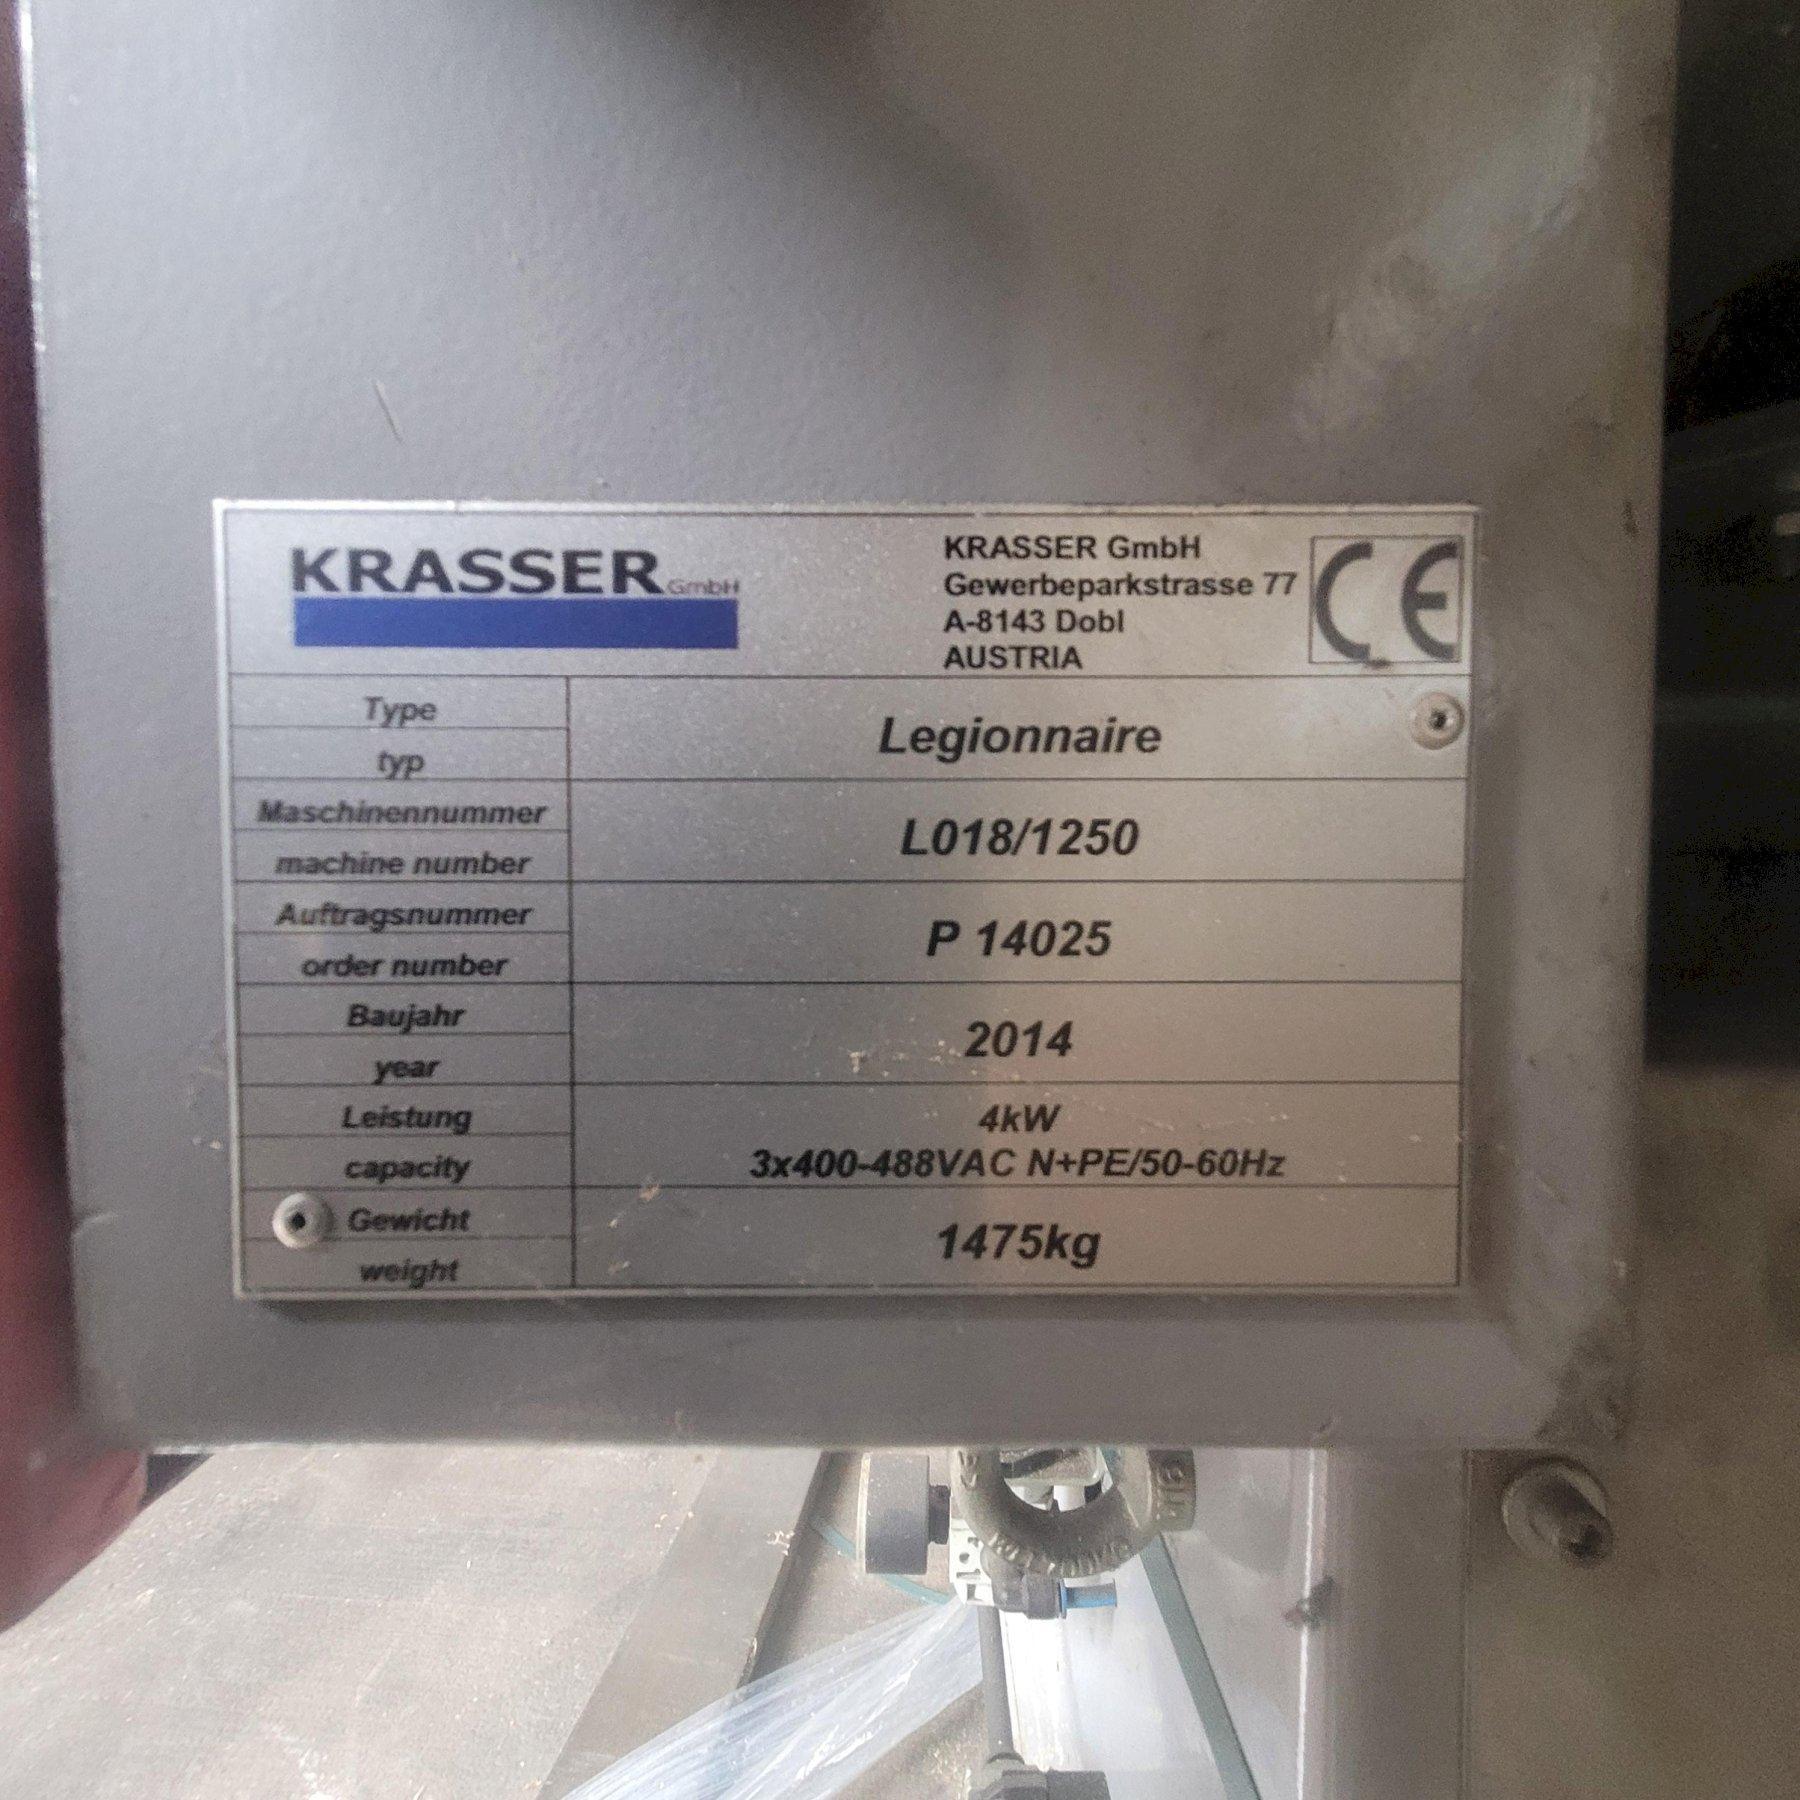 KRASSER GmbH
KRASSER GmbH
Gewerbeparkstrasse 77
A-8143 Dobl
AUSTRIA
CE
Type
typ
Legionnaire
Maschinennummer
machine number
L018/1250
Auftragsnummer
order number
P 14025
Baujahr
year
2014
Leistung
capacity
4kW
3x400-488VAC N+PE/50-60Hz
Gewicht
weight
1475kg